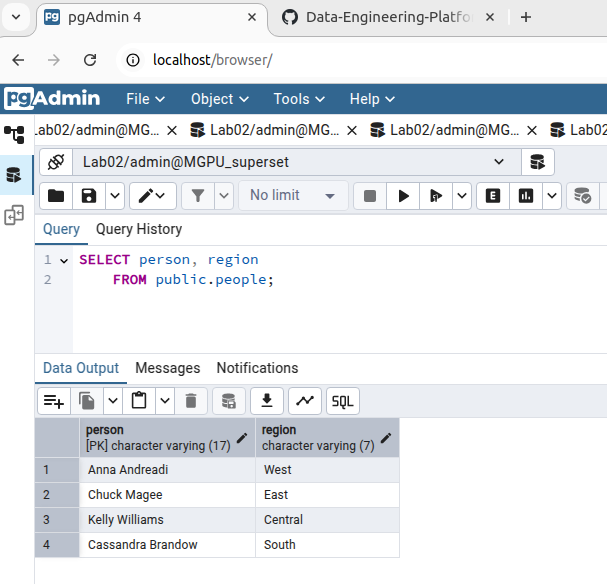 pgAdmin 4
Data-Engineering-Platfo
localhost/browser/
pgAdmin
File
Object
Tools
Help
Lab02/admin@MG...
Lab02/admin@MG...
Lab02/admin@MG...
Lab02
Lab02/admin@MGPU_superset
No limit
E
Query
Query History
1 SELECT person, region
2 FROM public.people;
Data Output
Messages
Notifications
SQL
person
[PK] character varying (17)
region
character varying (7)
1 Anna Andreadi West
2 Chuck Magee East
3 Kelly Williams Central
4 Cassandra Brandow South